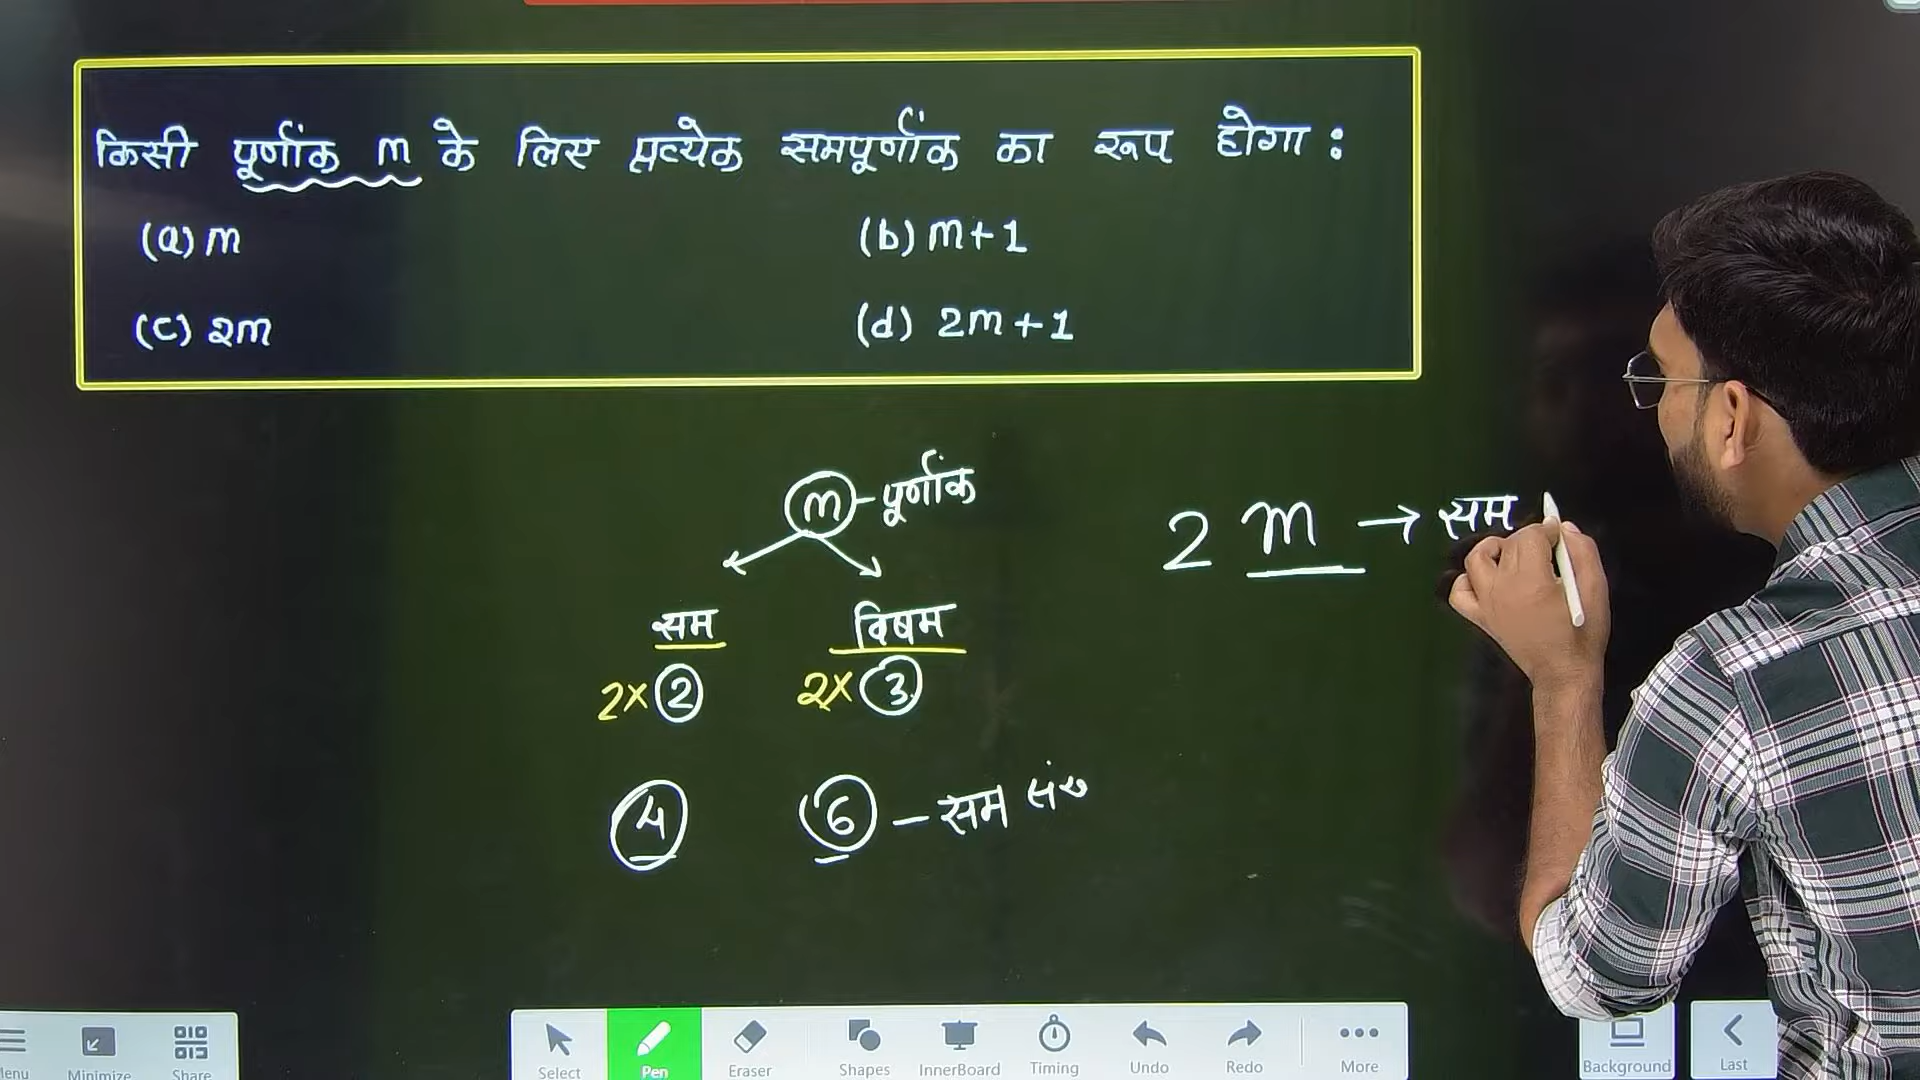 किसी पूर्णांक m के लिए प्रत्येक समपूर्णांक का रूप होगा :
(a) m
(b) m+1
(c) 2m
(d) 2m+1
m - पूर्णांक
2 m → सम
सम
विषम
2× 2
2× 3
4
6 - सम
Menu
Minimize
Share
Select
Pen
Eraser
Shapes
InnerBoard
Timing
Undo
Redo
More
Background
Last